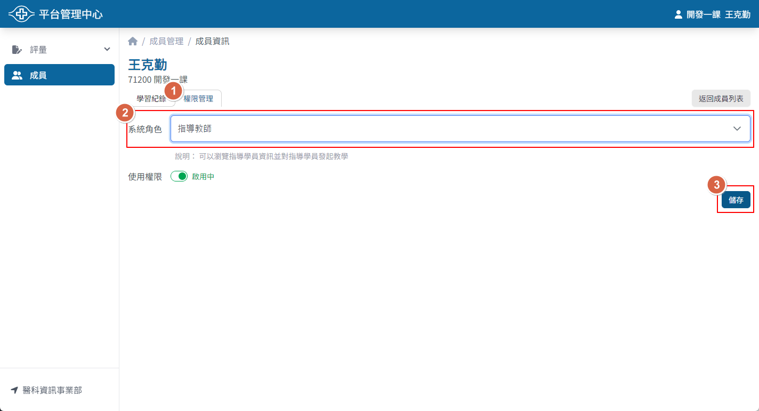 平台管理中心
開發一課 王克勤
評量
成員
/ 成員管理 / 成員資訊
王克勤
71200 開發一課
1
學習紀錄
權限管理
返回成員列表
2
系統角色
指導教師
說明： 可以瀏覽指導學員資訊並對指導學員發起教學
使用權限
啟用中
3
儲存
醫科資訊事業部